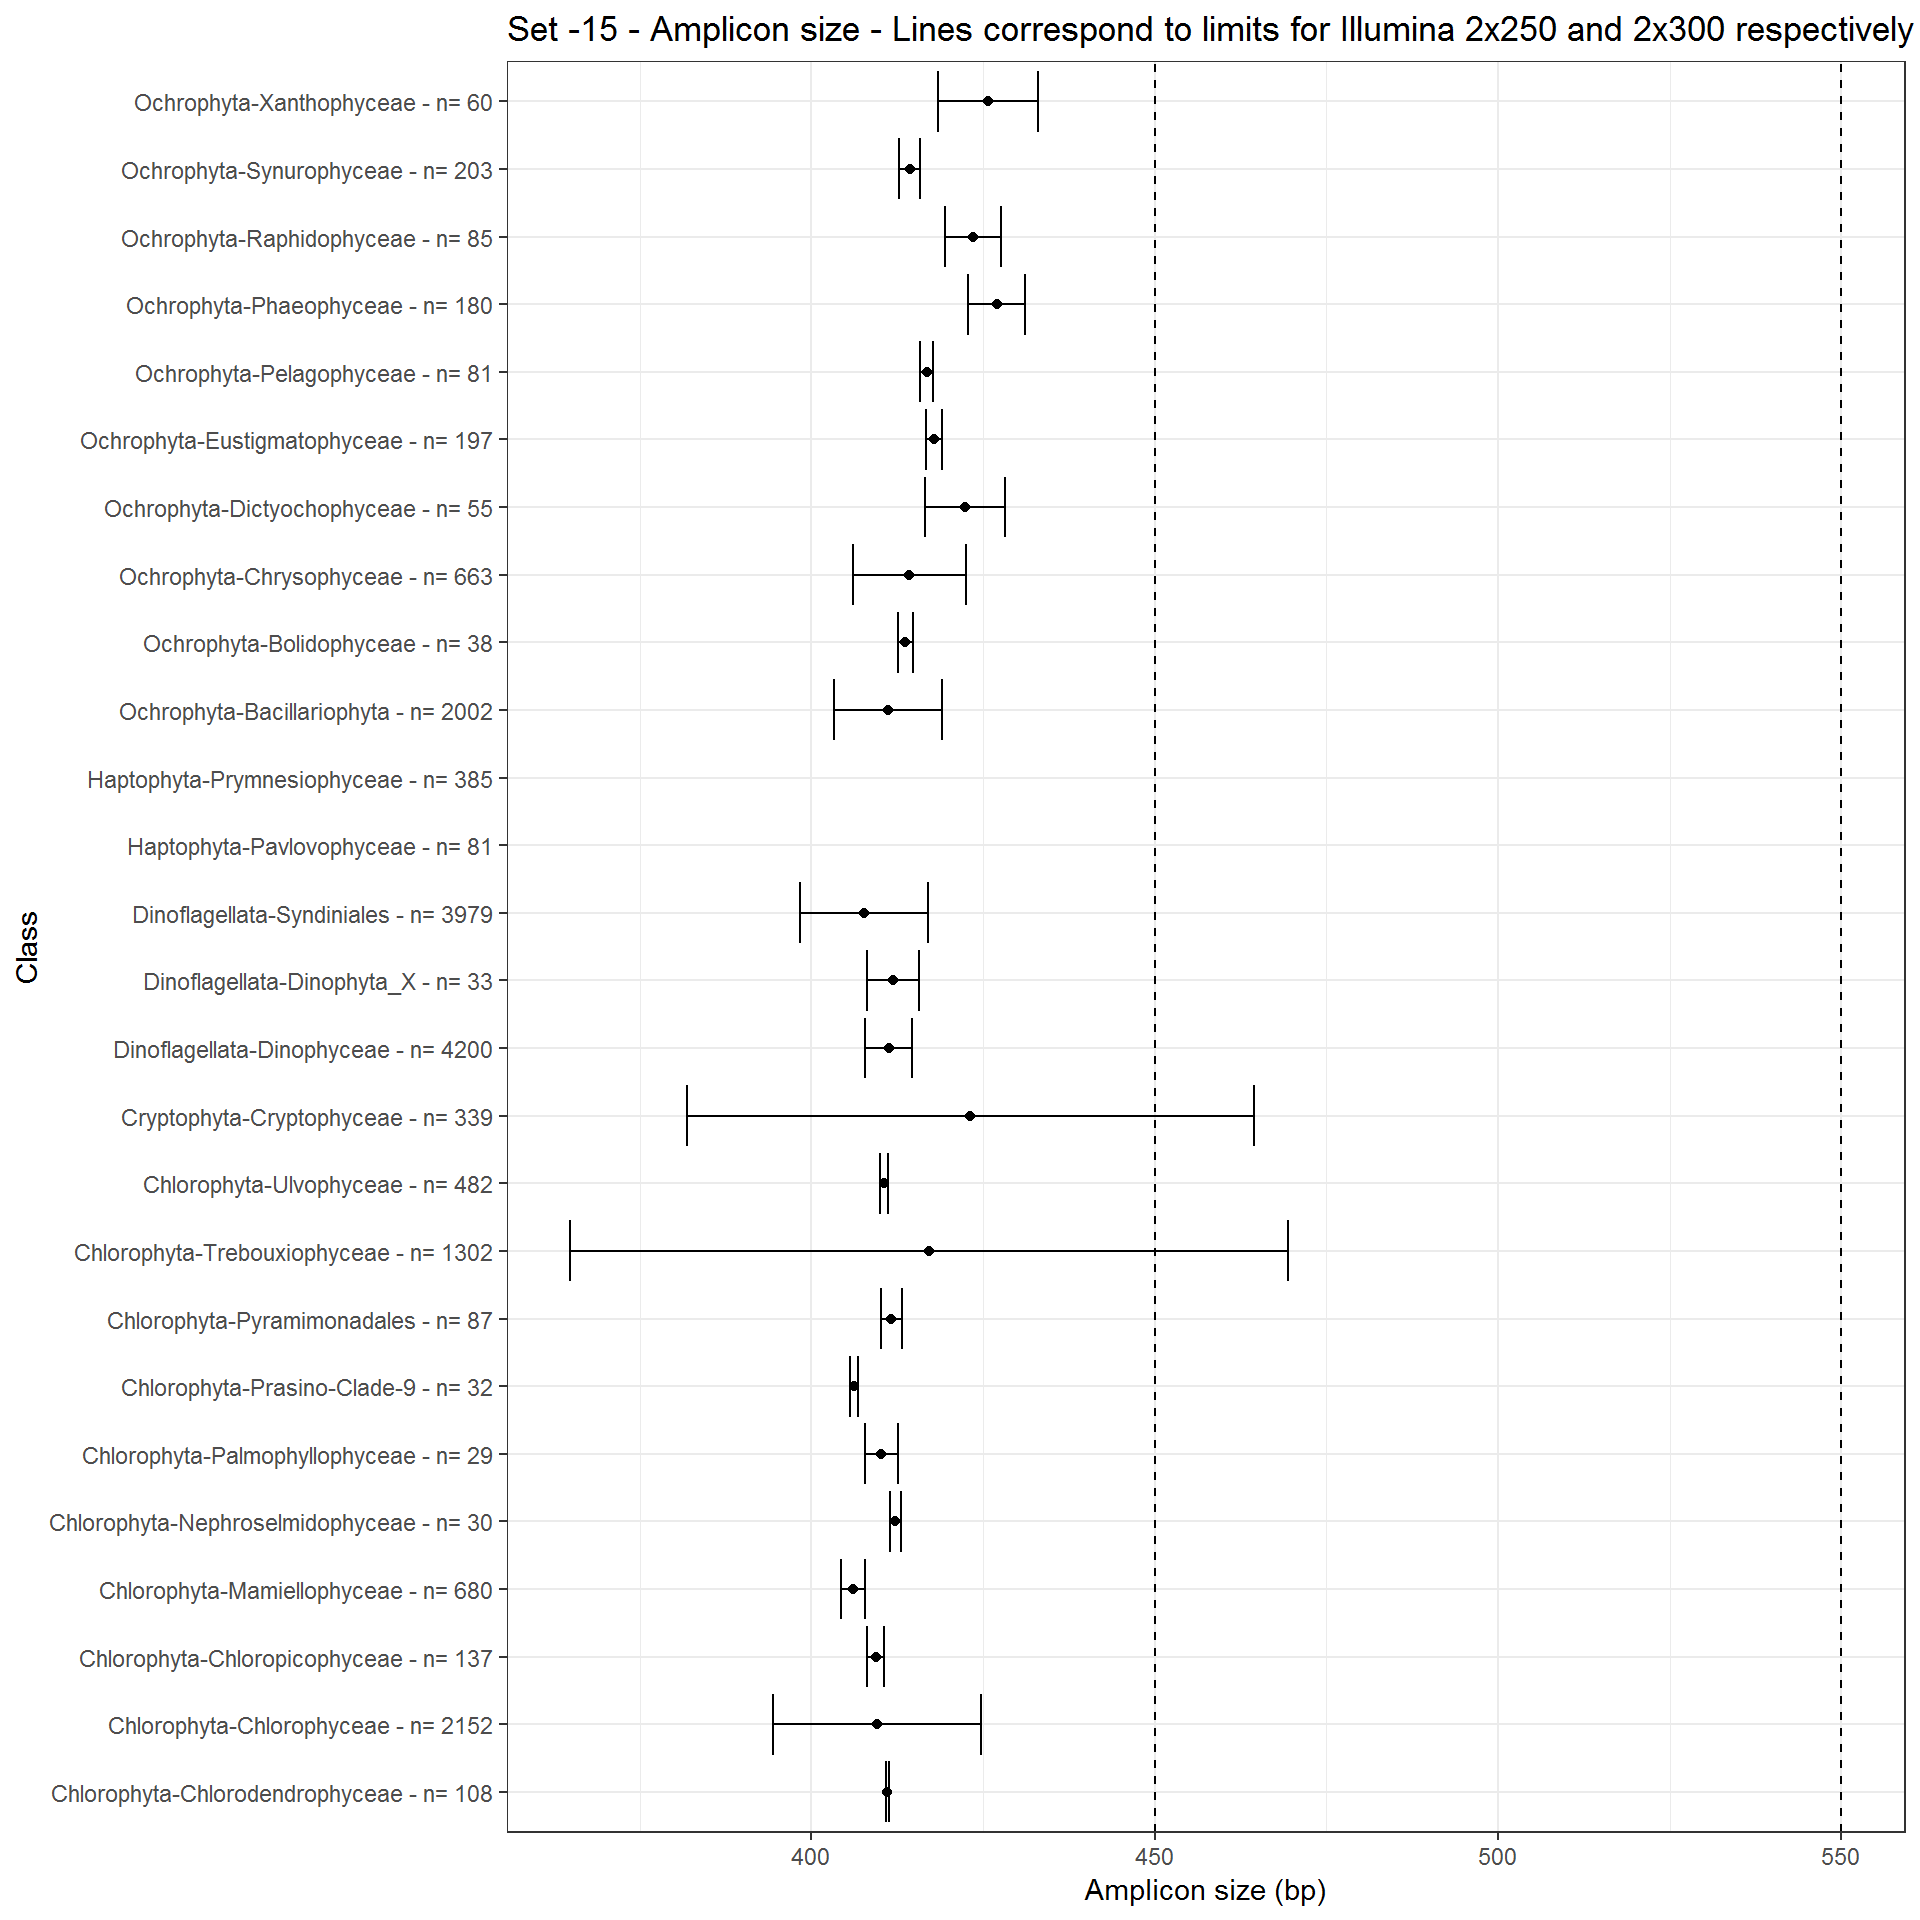 Set -15 - Amplicon size - Lines correspond to limits for Illumina 2x250 and 2x300 respectively
Ochrophyta-Xanthophyceae - n= 60
Ochrophyta-Synurophyceae - n= 203
Ochrophyta-Raphidophyceae - n= 85
Ochrophyta-Phaeophyceae - n= 180
Ochrophyta-Pelagophyceae - n= 81
Ochrophyta-Eustigmatophyceae - n= 197
Ochrophyta-Dictyochophyceae - n= 55
Ochrophyta-Chrysophyceae - n= 663
Ochrophyta-Bolidophyceae - n= 38
Ochrophyta-Bacillariophyta - n= 2002
Haptophyta-Prymnesiophyceae - n= 385
Haptophyta-Pavlovophyceae - n= 81
Dinoflagellata-Syndiniales - n= 3979
Dinoflagellata-Dinophyta_X - n= 33
Dinoflagellata-Dinophyceae - n= 4200
Cryptophyta-Cryptophyceae - n= 339
Chlorophyta-Ulvophyceae - n= 482
Chlorophyta-Trebouxiophyceae - n= 1302
Chlorophyta-Pyramimonadales - n= 87
Chlorophyta-Prasino-Clade-9 - n= 32
Chlorophyta-Palmophyllophyceae - n= 29
Chlorophyta-Nephroselmidophyceae - n= 30
Chlorophyta-Mamiellophyceae - n= 680
Chlorophyta-Chloropicophyceae - n= 137
Chlorophyta-Chlorophyceae - n= 2152
Chlorophyta-Chlorodendrophyceae - n= 108
Class
400 450 500 550
Amplicon size (bp)